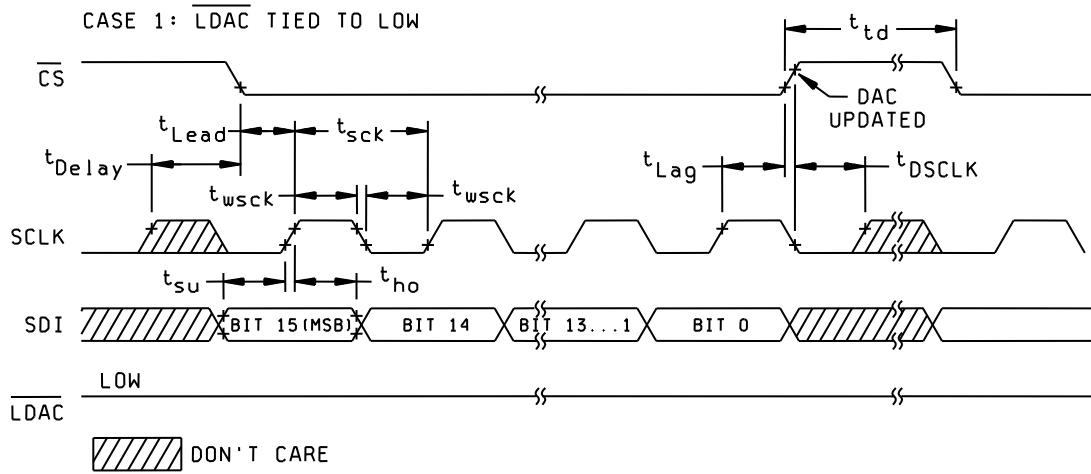 CASE 1: LDAC TIED TO LOW
t td
CS
DAC
UPDATED
t Lead
t sck
t Delay
t Lag
t DSCLK
t wsck
t wsck
SCLK
t su
t ho
SDI
BIT 15(MSB)
BIT 14
BIT 13...1
BIT 0
LOW
LDAC
DON'T CARE